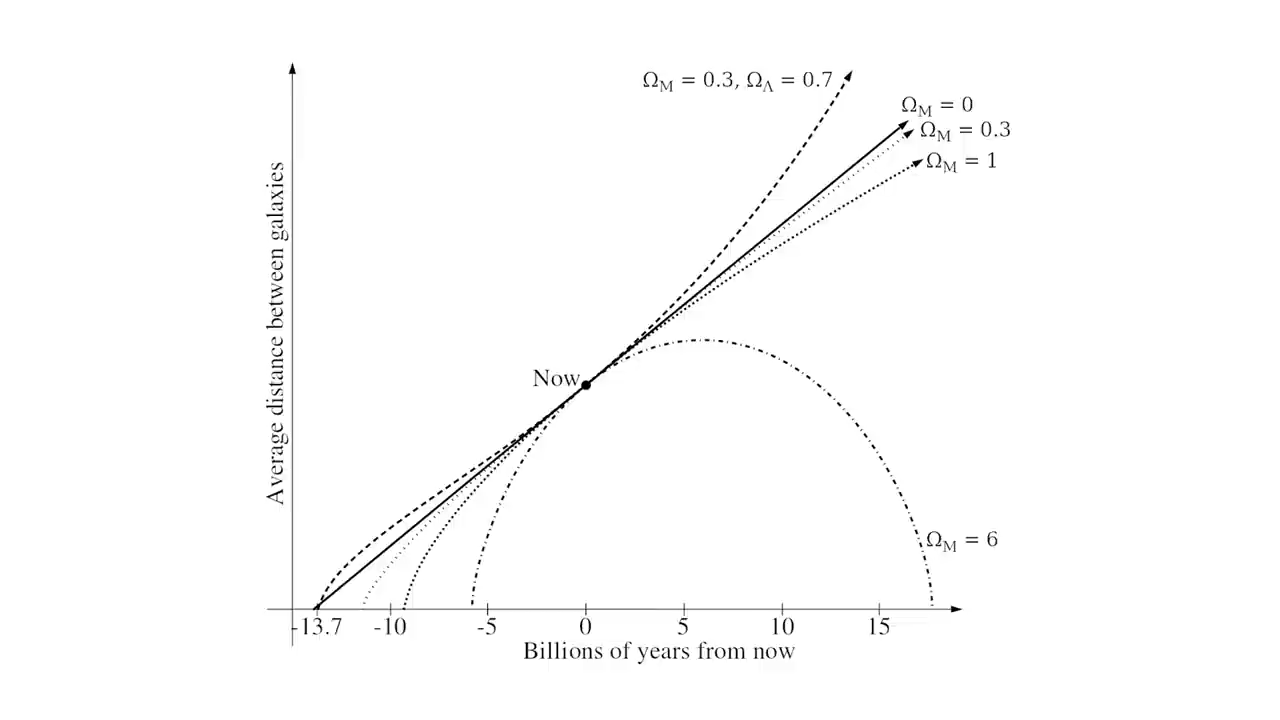 Ω_M = 0.3, Ω_Λ = 0.7
Ω_M = 0
Ω_M = 0.3
Ω_M = 1
Average distance between galaxies
Now
Ω_M = 6
-13.7 -10 -5 0 5 10 15
Billions of years from now